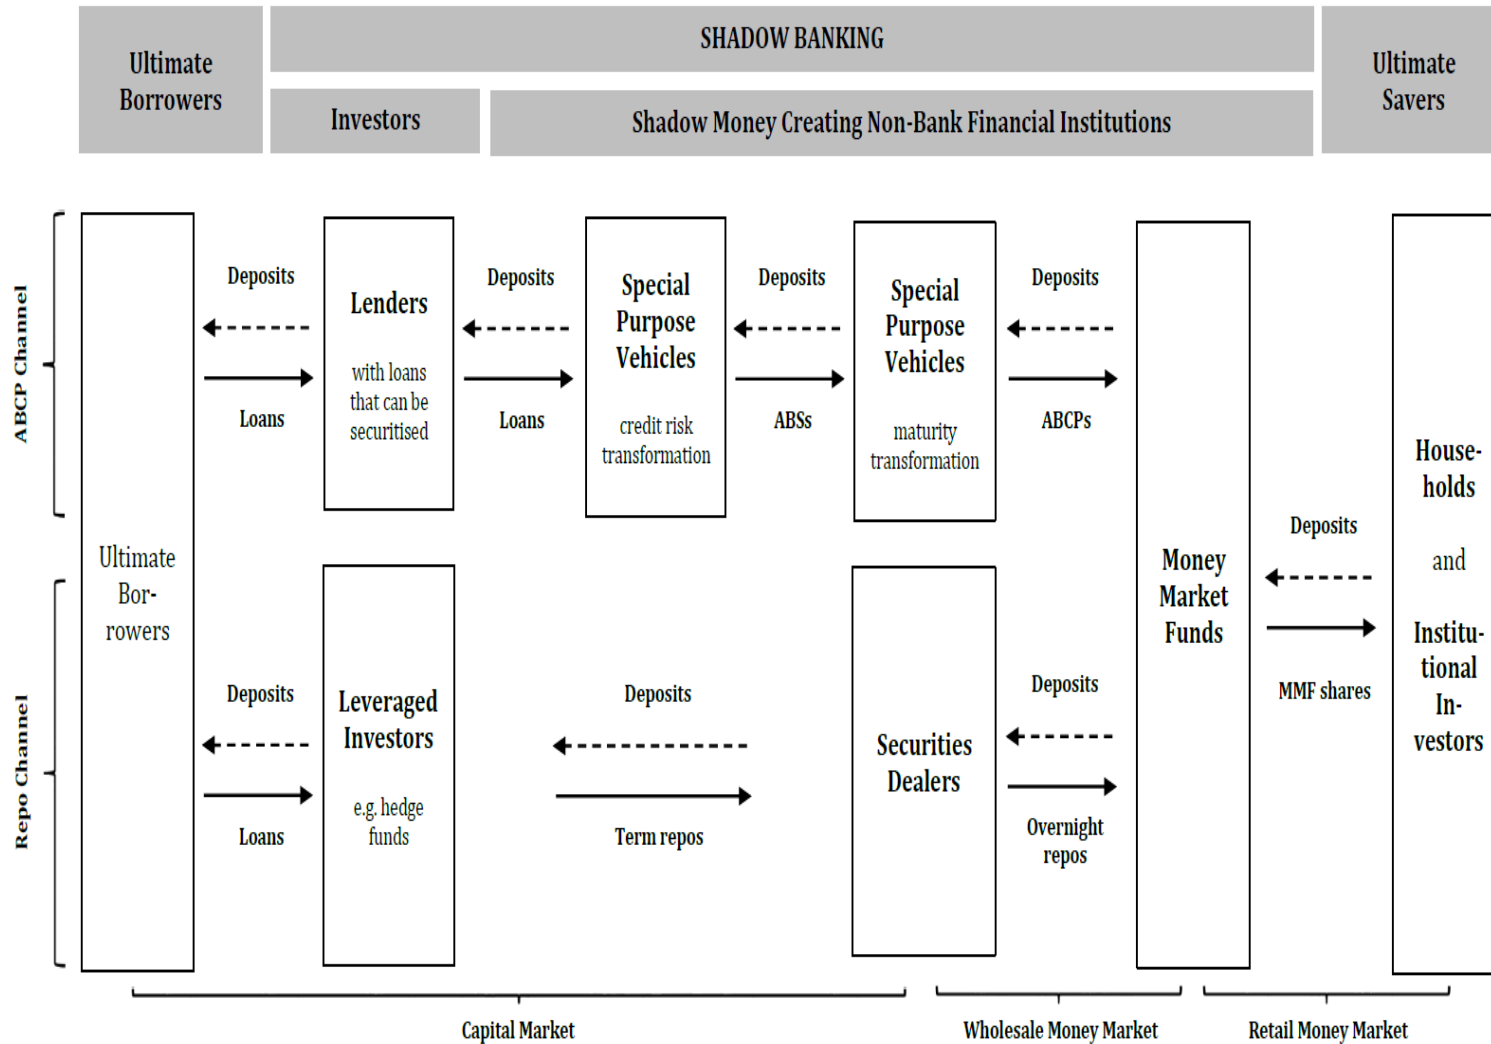 SHADOW BANKING
Ultimate
Borrowers
Investors
Shadow Money Creating Non-Bank Financial Institutions
Ultimate
Savers
ABCP Channel
Repo Channel
Ultimate
Bor-
rowers
Deposits
Loans
Lenders
with loans
that can be
securitised
Deposits
Loans
Special
Purpose
Vehicles
credit risk
transformation
Deposits
ABSs
Special
Purpose
Vehicles
maturity
transformation
Deposits
ABCPs
Deposits
Loans
Leveraged
Investors
e.g. hedge
funds
Deposits
Term repos
Securities
Dealers
Deposits
Overnight
repos
Money
Market
Funds
Deposits
MMF shares
House-
holds
and
Institu-
tional
In-
vestors
Capital Market
Wholesale Money Market
Retail Money Market